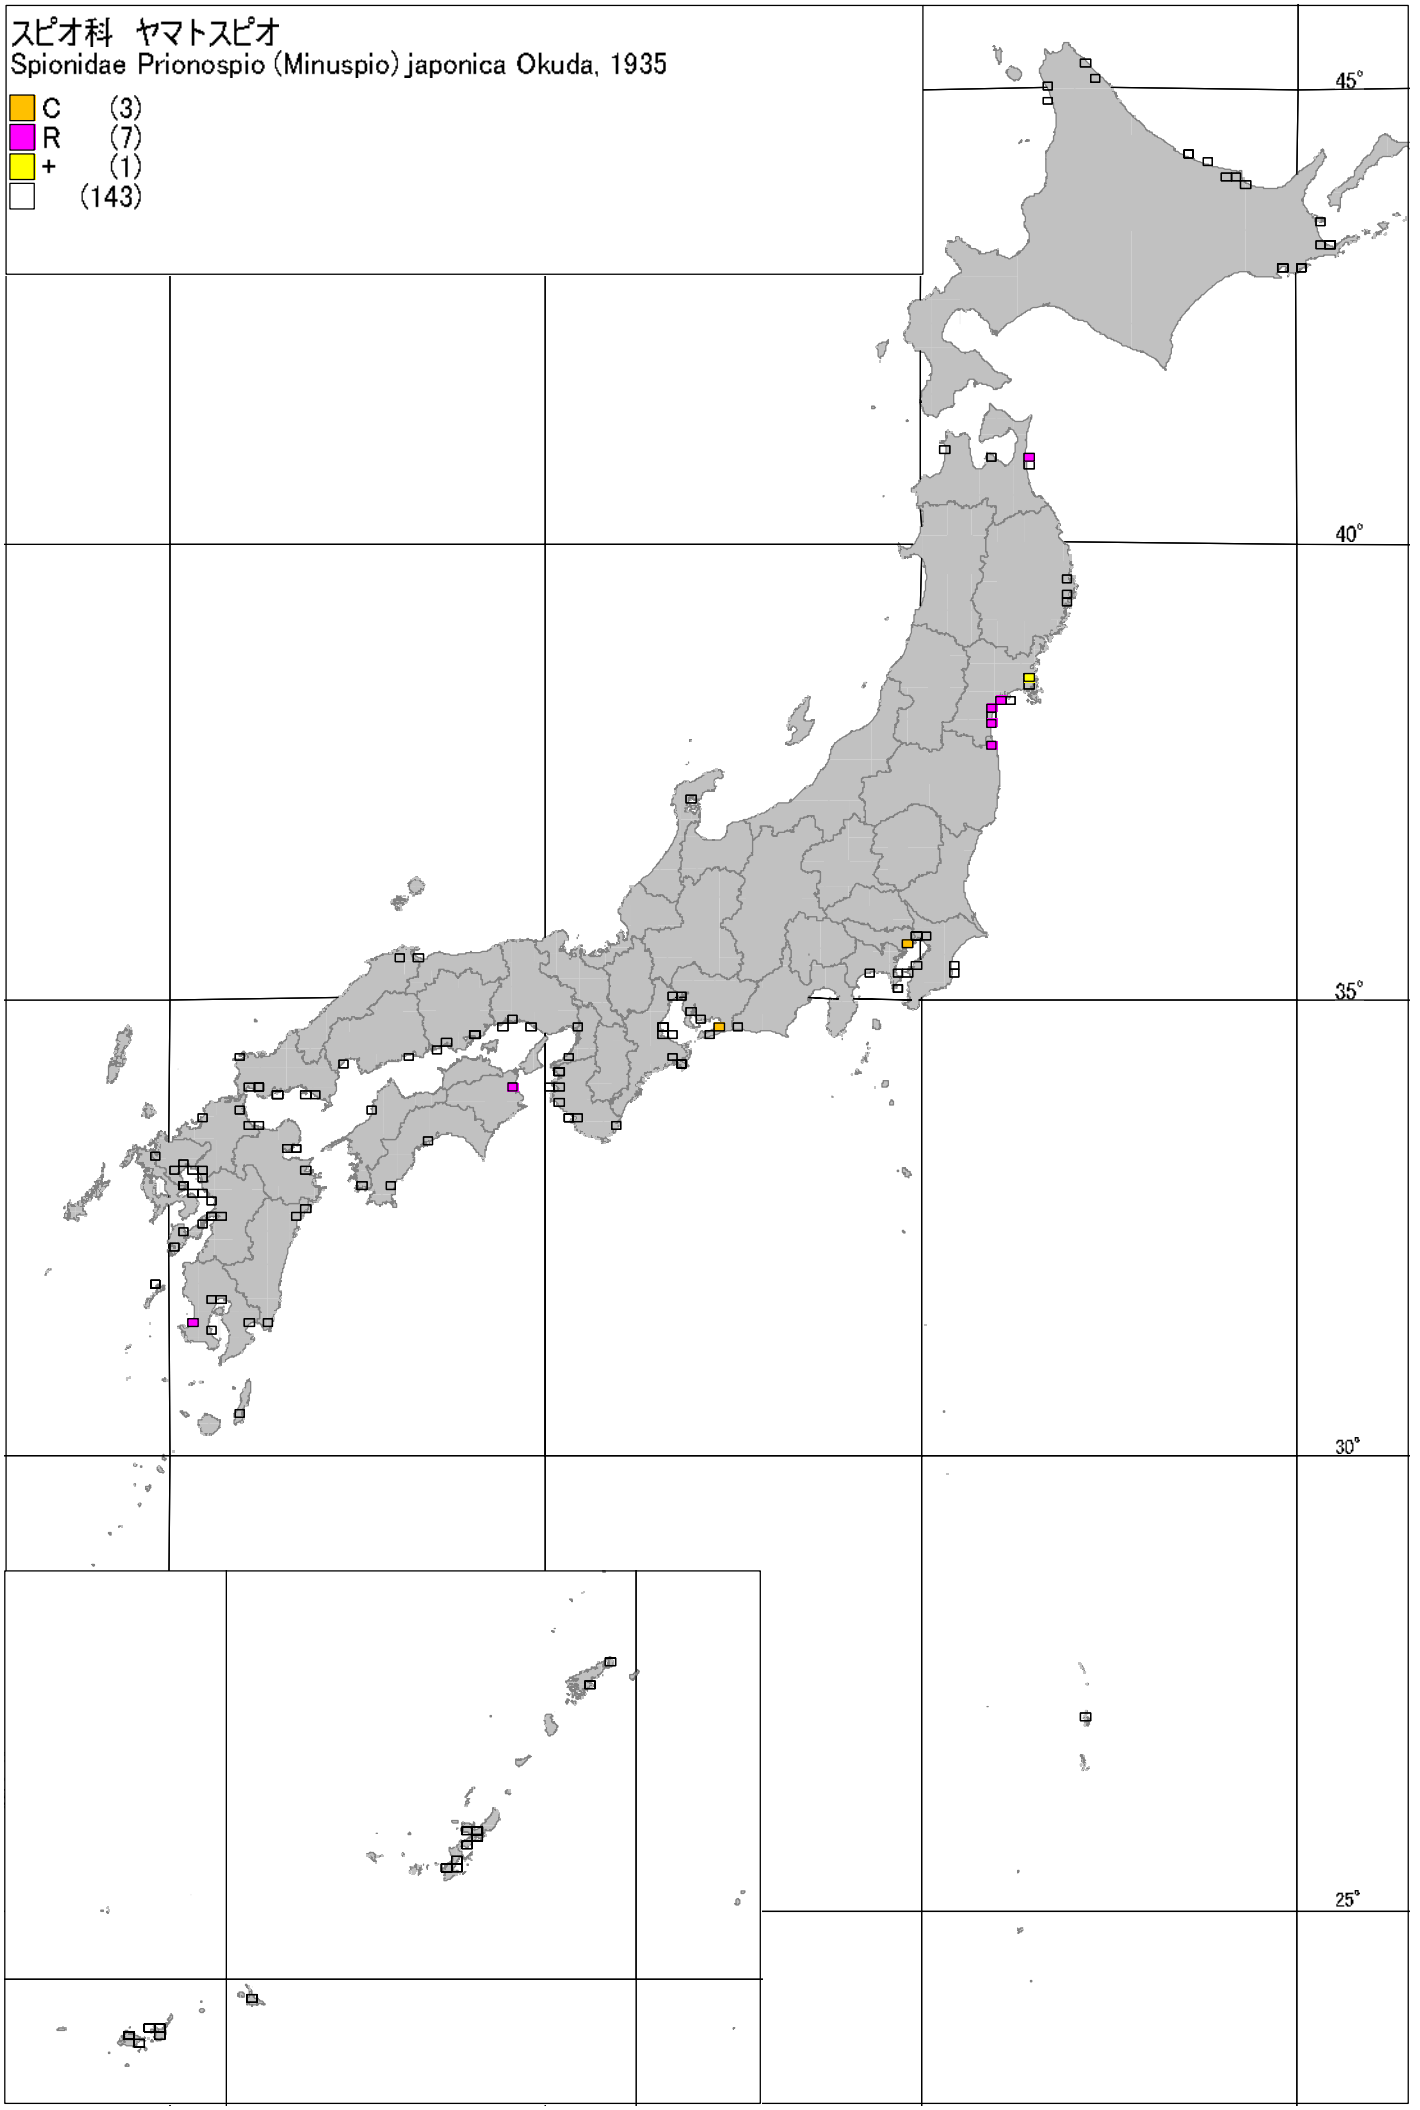 スピオ科 ヤマトスピオ
Spionidae Prionospio (Minuspio) japonica Okuda, 1935
C (3)
R (7)
+ (1)
(143)
45°
40°
35°
30°
25°